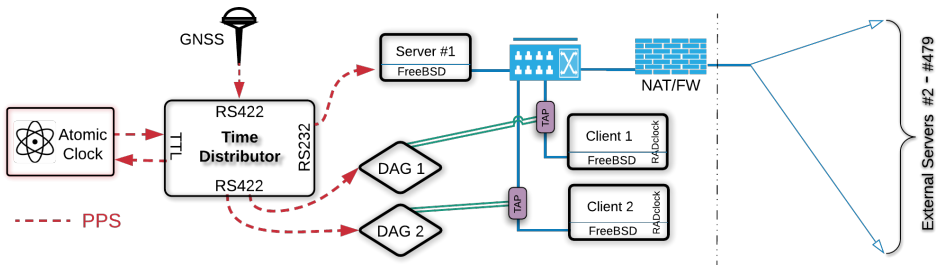 GNSS
Server #1
FreeBSD
NAT/FW
External Servers #2 - #479
Atomic
Clock
TTL
RS422
Time
Distributor
RS422
RS232
TAP
Client 1
FreeBSD
RADclock
DAG 1
TAP
Client 2
FreeBSD
RADclock
DAG 2
PPS